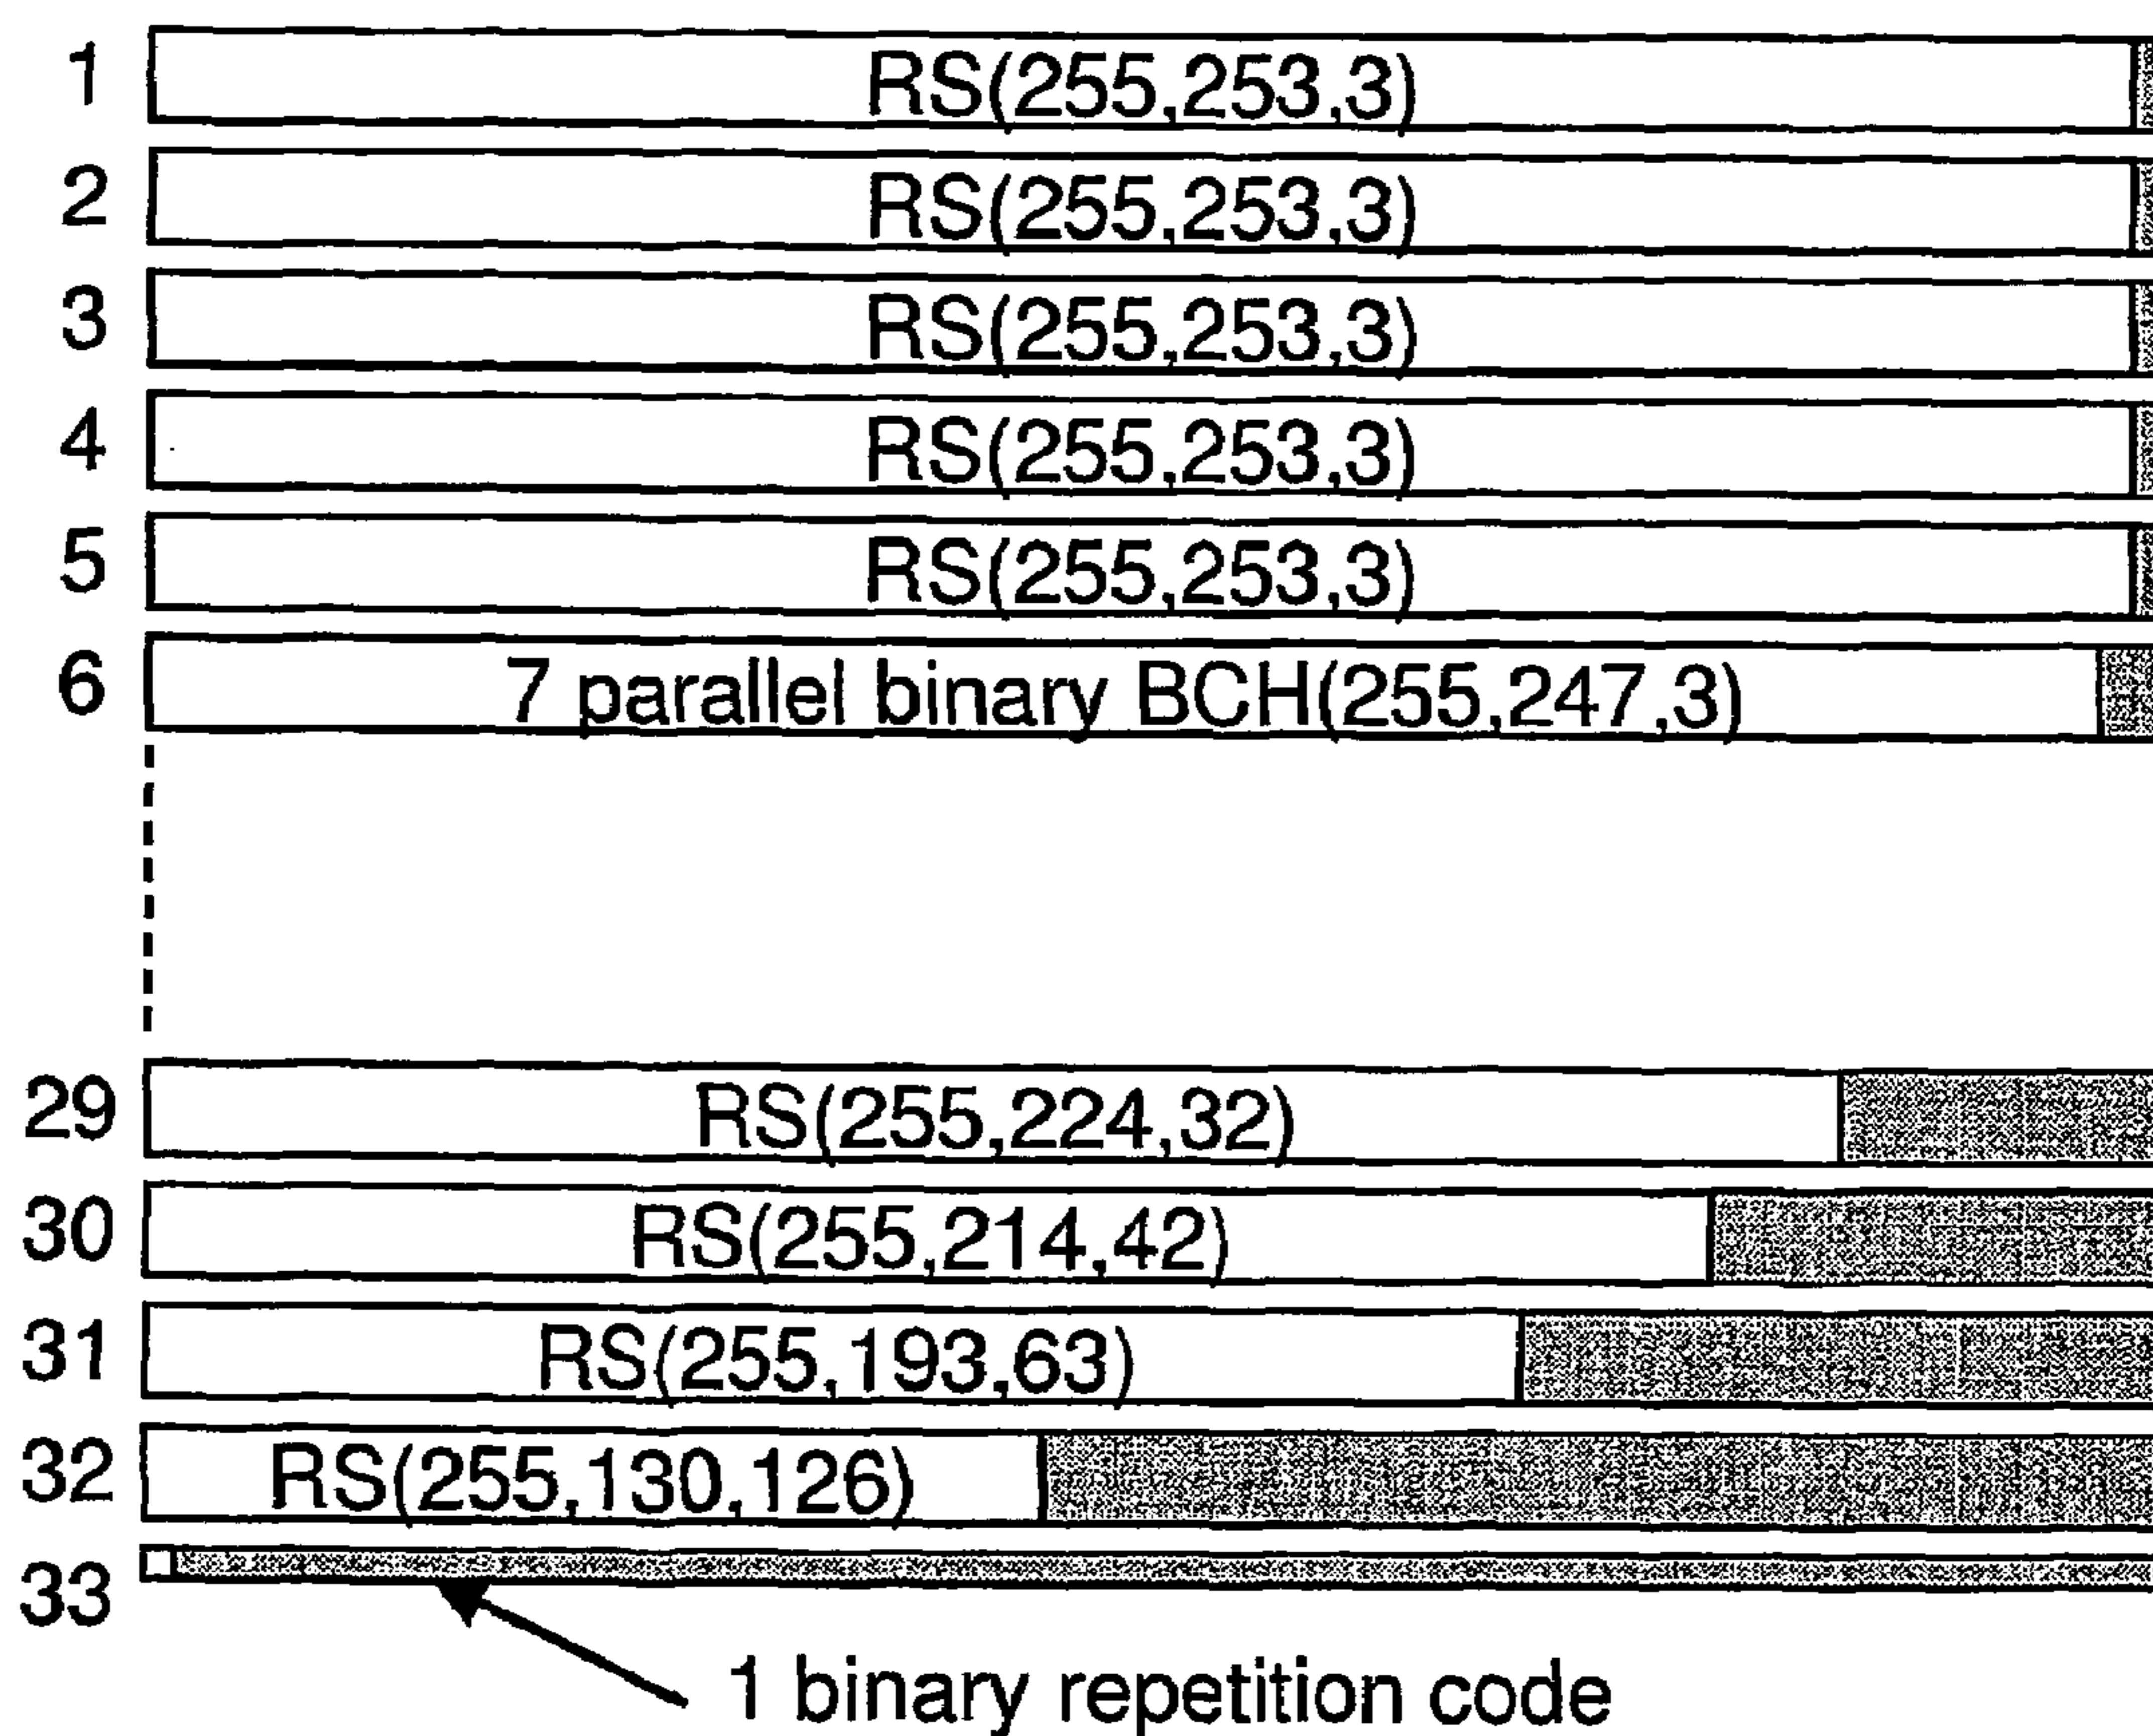 1 RS(255,253,3)
2 RS(255,253,3)
3 RS(255,253,3)
4 RS(255,253,3)
5 RS(255,253,3)
6 7 parallel binary BCH(255,247,3)
29 RS(255,224,32)
30 RS(255,214,42)
31 RS(255,193,63)
32 RS(255,130,126)
33
1 binary repetition code